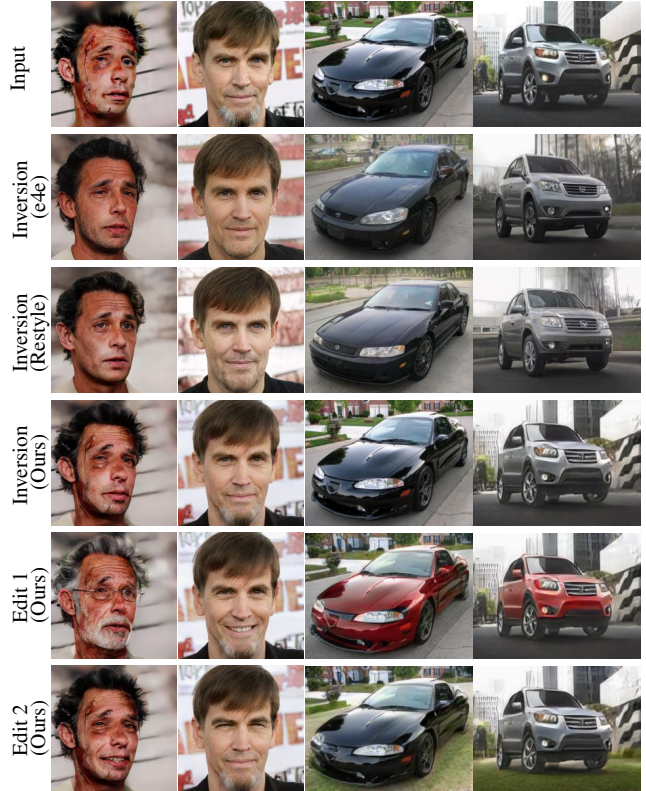 Input
Inversion
(e4e)
Inversion
(Restyle)
Inversion
(Ours)
Edit 1
(Ours)
Edit 2
(Ours)